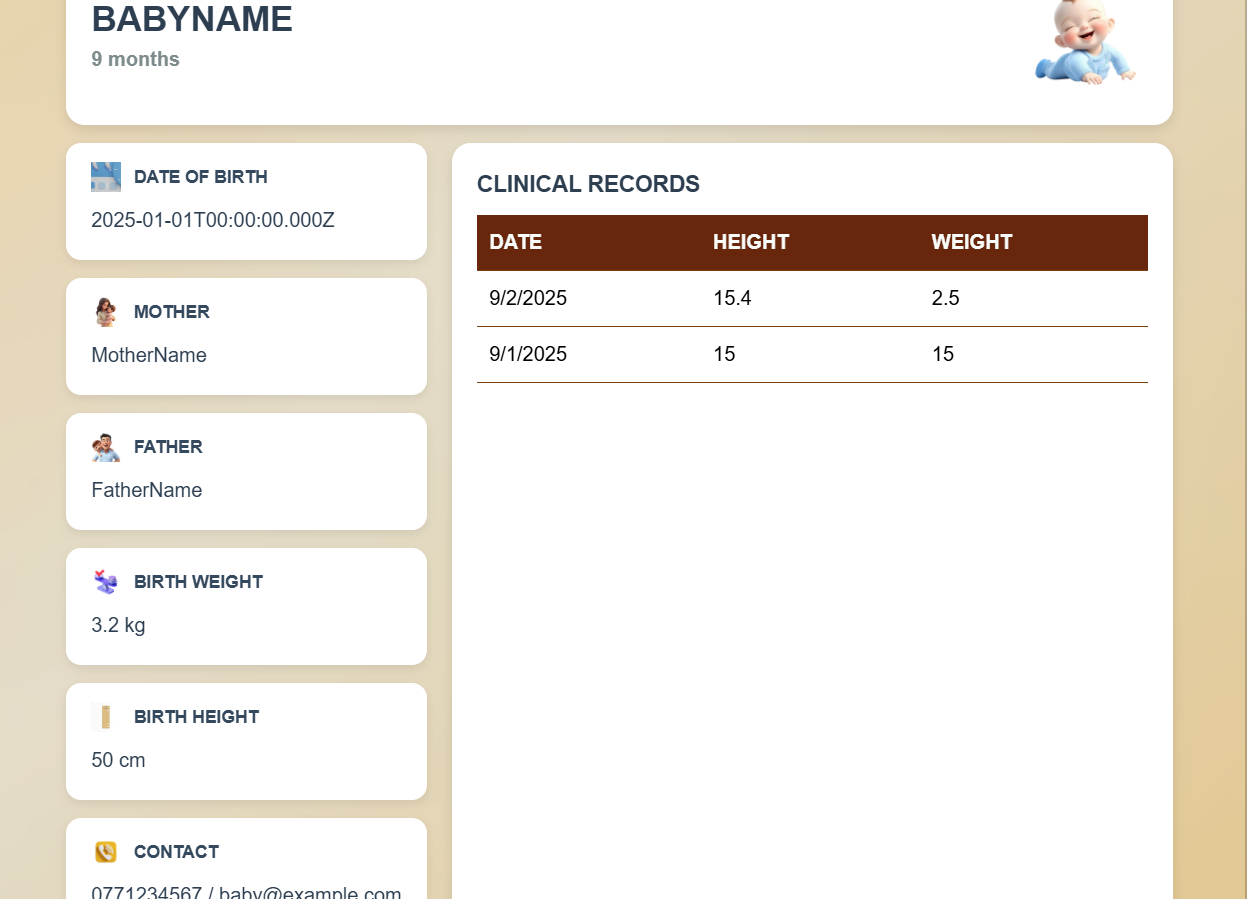 BABYNAME
9 months
DATE OF BIRTH
2025-01-01T00:00:00.000Z
MOTHER
MotherName
FATHER
FatherName
BIRTH WEIGHT
3.2 kg
BIRTH HEIGHT
50 cm
CONTACT
0771234567 / baby@example.com
CLINICAL RECORDS
DATE HEIGHT WEIGHT
9/2/2025 15.4 2.5
9/1/2025 15 15